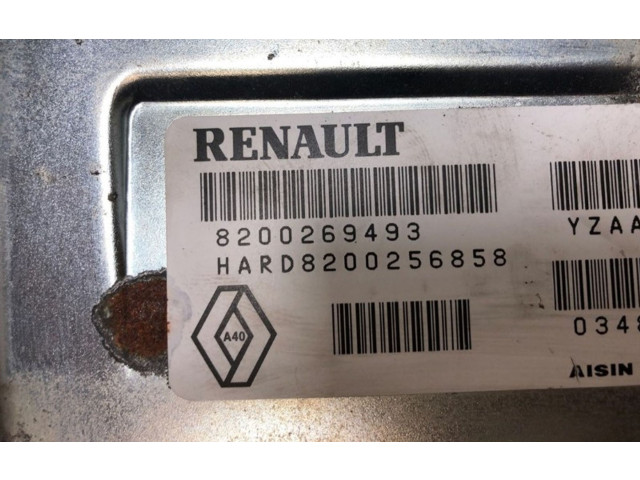 RENAULT
8200269493
YZAA
HARD8200256858
A40
034
AISIN